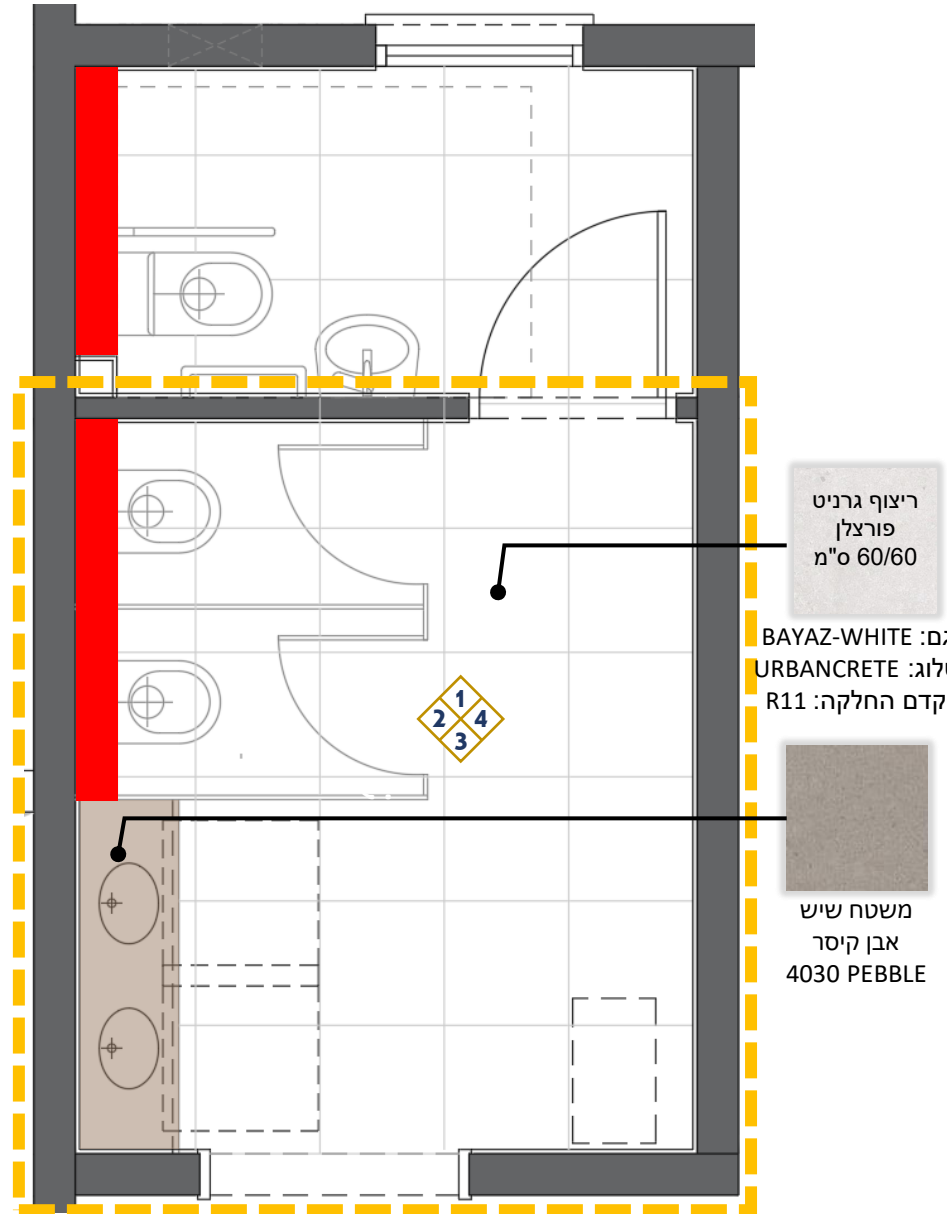 ריצוף גרניט
פורצלן
60/60 ס"מ
גם: BAYAZ-WHITE
לוג: URBANCRETE
קדם החלקה: R11
1
2 4
3
משטח שיש
אבן קיסר
4030 PEBBLE